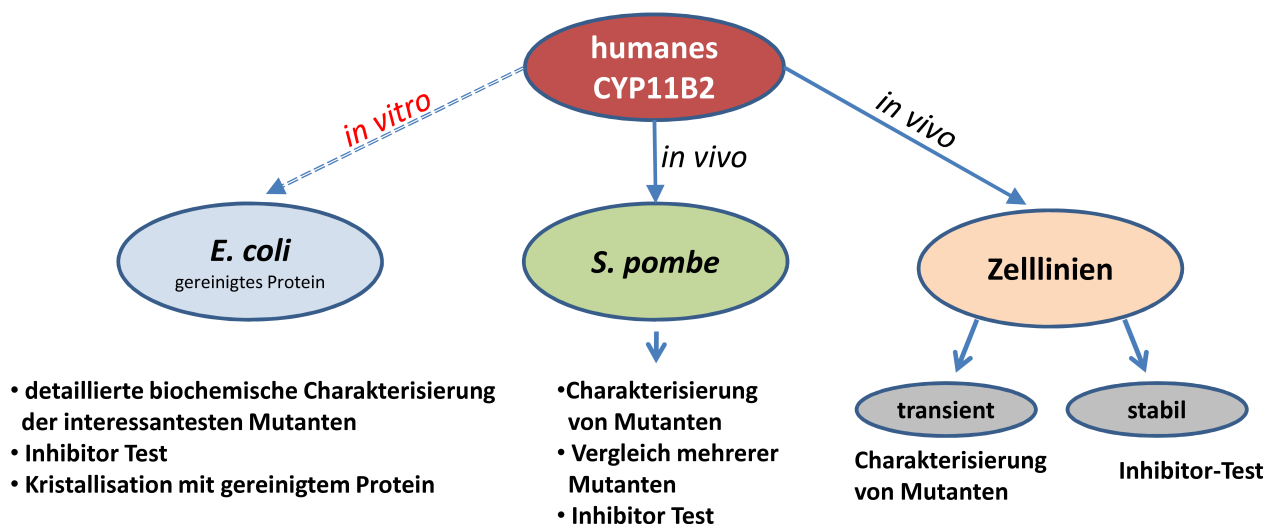 humanes
CYP11B2
in vitro
in vivo
in vivo
E. coli
gereinigtes Protein
S. pombe
Zelllinien
• detaillierte biochemische Charakterisierung
der interessantesten Mutanten
• Inhibitor Test
• Kristallisation mit gereinigtem Protein
•Charakterisierung
von Mutanten
• Vergleich mehrerer
Mutanten
• Inhibitor Test
transient
stabil
Charakterisierung
von Mutanten
Inhibitor-Test